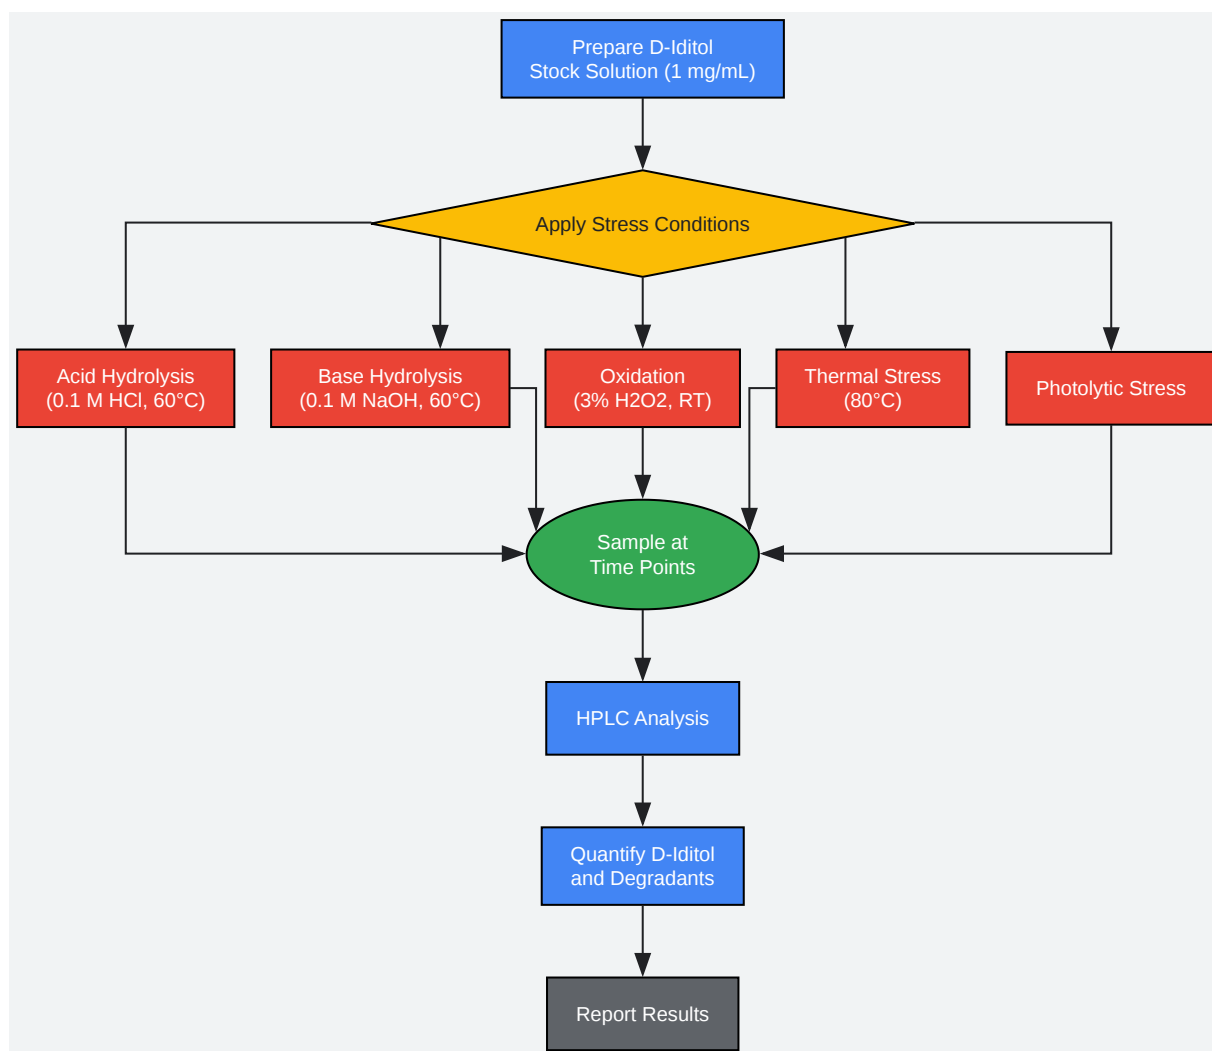 Prepare D-Iditol
Stock Solution (1 mg/mL)
Apply Stress Conditions
Acid Hydrolysis
(0.1 M HCl, 60°C)
Base Hydrolysis
(0.1 M NaOH, 60°C)
Oxidation
(3% H2O2, RT)
Thermal Stress
(80°C)
Photolytic Stress
Sample at
Time Points
HPLC Analysis
Quantify D-Iditol
and Degradants
Report Results